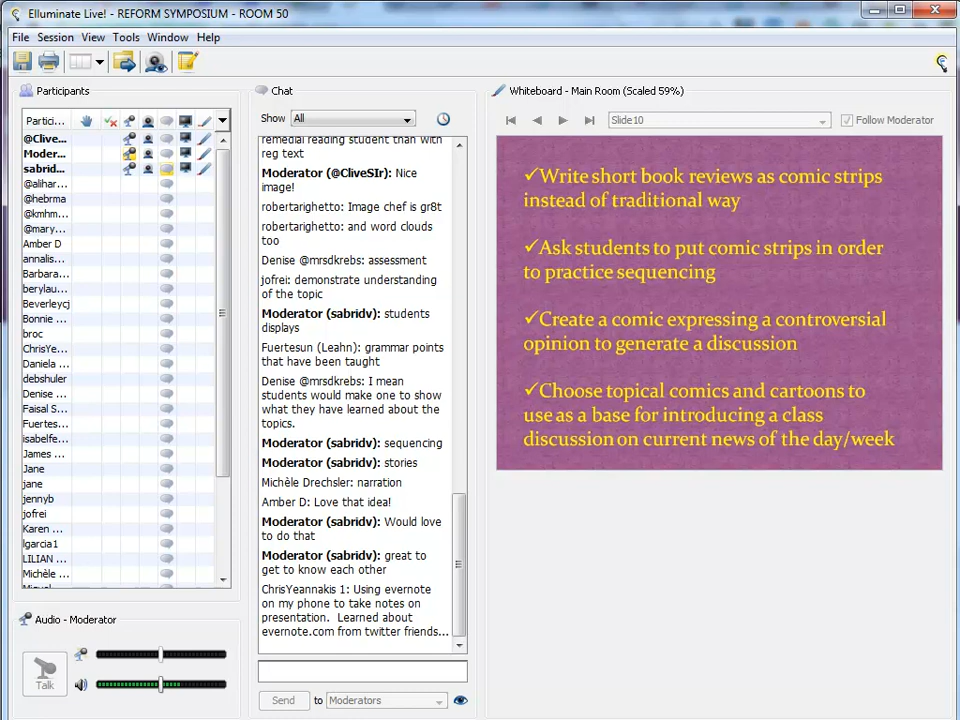 Elluminate Live! - REFORM SYMPOSIUM - ROOM 50
File Session View Tools Window Help
Participants
Partici...
@Clive...
Moder...
sabrid...
@alihar...
@hebrma
@kmhm...
@mary...
Amber D
annalis...
Barbara...
berylau...
Beverleycj
Bonnie ...
broc
ChrisYe...
Daniela ...
debshuler
Denise ...
Faisal S...
Fuertes...
isabelfe...
James ...
Jane
jane
jennyb
jofrei
Karen ...
lgarcia1
LILIAN ...
Michèle ...
Audio - Moderator
Talk
Chat
Show All
remedial reading student than with
reg text
Moderator (@CliveSIr): Nice
image!
robertarighetto: Image chef is gr8t
robertarighetto: and word clouds
too
Denise @mrsdkrebs: assessment
jofrei: demonstrate understanding
of the topic
Moderator (sabridv): students
displays
Fuertesun (Leahn): grammar points
that have been taught
Denise @mrsdkrebs: I mean
students would make one to show
what they have learned about the
topics.
Moderator (sabridv): sequencing
Moderator (sabridv): stories
Michèle Drechsler: narration
Amber D: Love that idea!
Moderator (sabridv): Would love
to do that
Moderator (sabridv): great to
get to know each other
ChrisYeannakis 1: Using evernote
on my phone to take notes on
presentation. Learned about
evernote.com from twitter friends...
Send to Moderators
Whiteboard - Main Room (Scaled 59%)
Slide10 Follow Moderator
✓Write short book reviews as comic strips
instead of traditional way
✓Ask students to put comic strips in order
to practice sequencing
✓Create a comic expressing a controversial
opinion to generate a discussion
✓Choose topical comics and cartoons to
use as a base for introducing a class
discussion on current news of the day/week